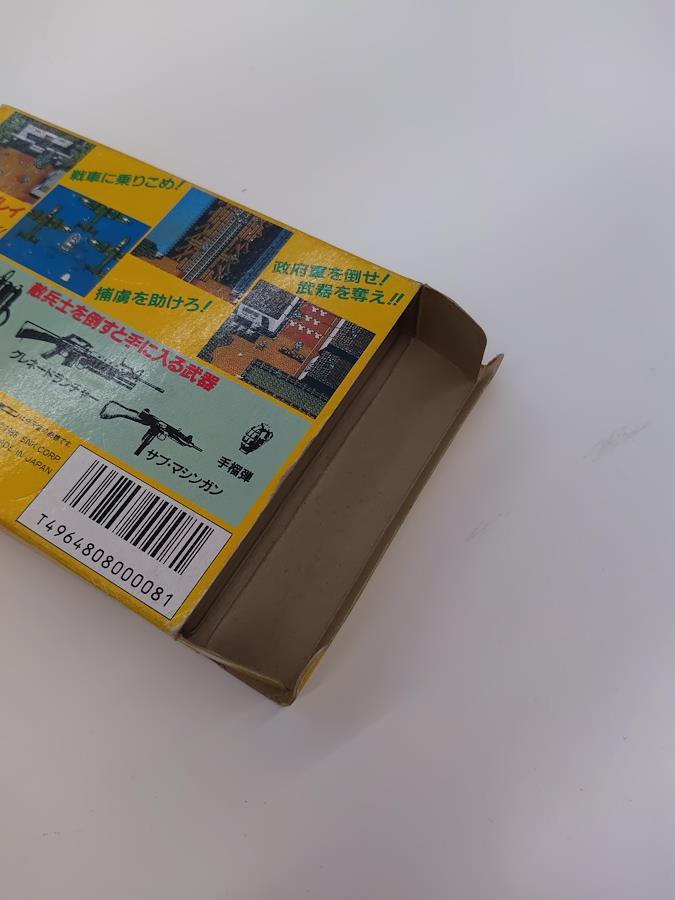 戦車に乗りこめ!
レイ
捕虜を助けろ!
政府軍を倒せ!
武器を奪え!!
敵兵士を倒すと手に入る武器
グレネードランチャー
サブ・マシンガン
手榴弾
SNK CORP.
MADE IN JAPAN
T4964808000081